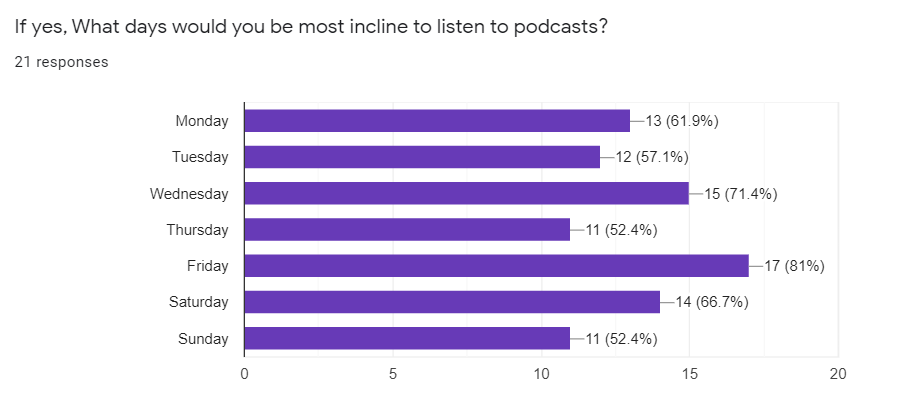 If yes, What days would you be most incline to listen to podcasts?
21 responses
Monday 13 (61.9%)
Tuesday 12 (57.1%)
Wednesday 15 (71.4%)
Thursday 11 (52.4%)
Friday 17 (81%)
Saturday 14 (66.7%)
Sunday 11 (52.4%)
0 5 10 15 20